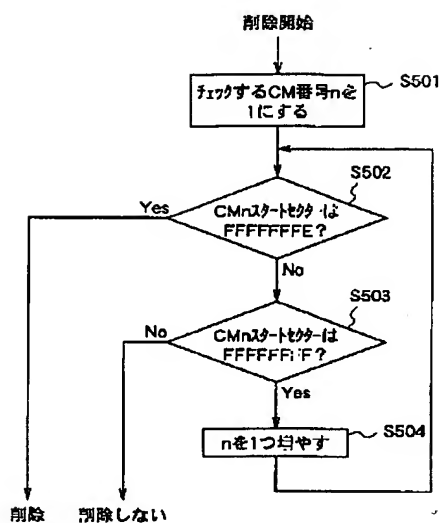 削除開始
チェックするCM番号nを
1にする
S501
S502
Yes
CMnスタートセクターは
FFFFFFFE?
No
S503
No
CMnスタートセクターは
FFFFFFFF?
Yes
S504
nを1つ増やす
削除
削除しない